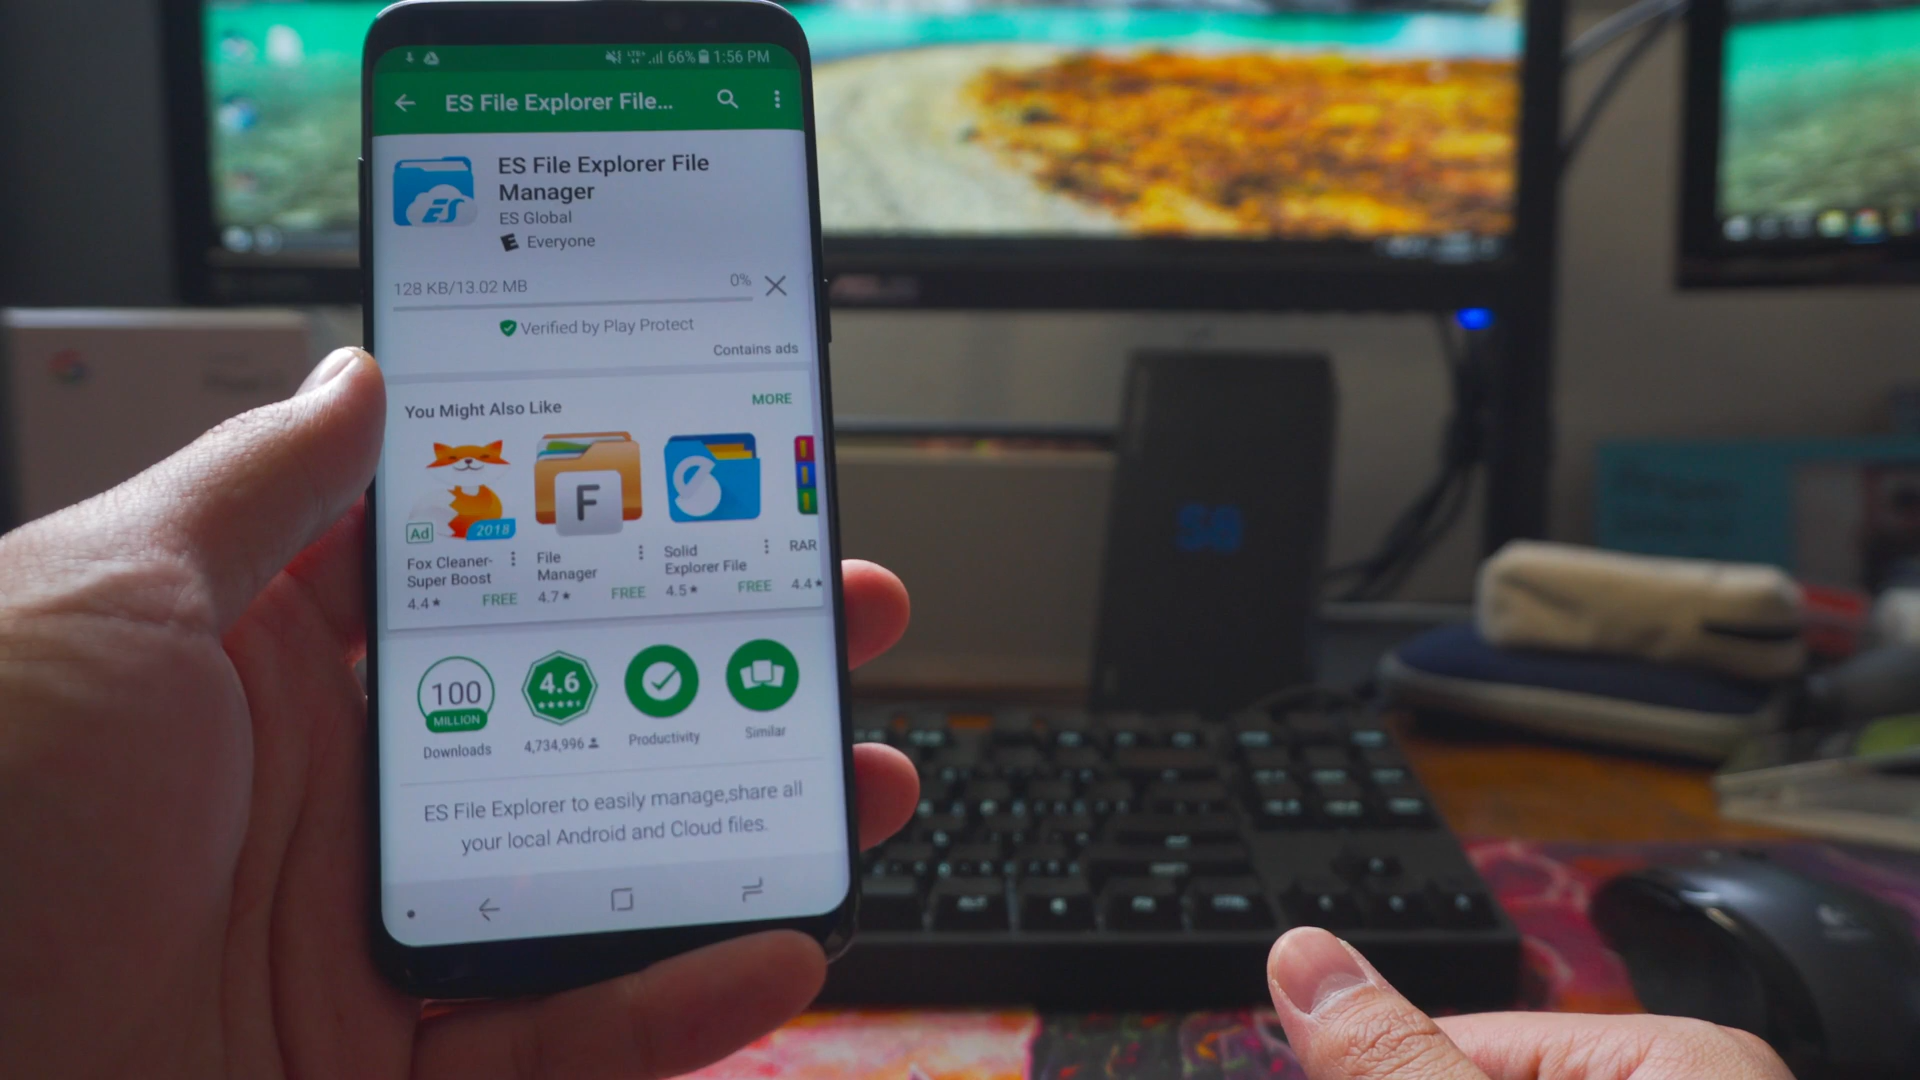 66% 1:56 PM
ES File Explorer File...
ES File Explorer File
Manager
ES Global
E Everyone
128 KB/13.02 MB
0%
Verified by Play Protect
Contains ads
You Might Also Like
MORE
Ad
2018
F
Fox Cleaner-
Super Boost
4.4★ FREE
File
Manager
4.7★ FREE
Solid
Explorer File
4.5★ FREE
RAR
4.4★
100
MILLION
Downloads
4.6
4,734,996
Productivity
Similar
ES File Explorer to easily manage,share all
your local Android and Cloud files.
S8
ALT
CTRL